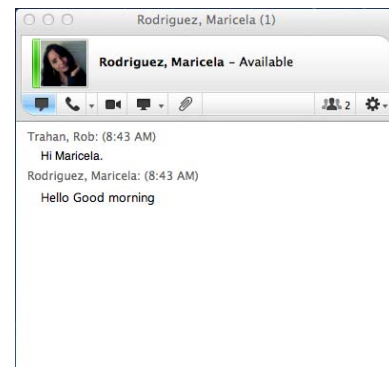 Rodriguez, Maricela (1)
Rodriguez, Maricela – Available
2
Trahan, Rob: (8:43 AM)
Hi Maricela.
Rodriguez, Maricela: (8:43 AM)
Hello Good morning